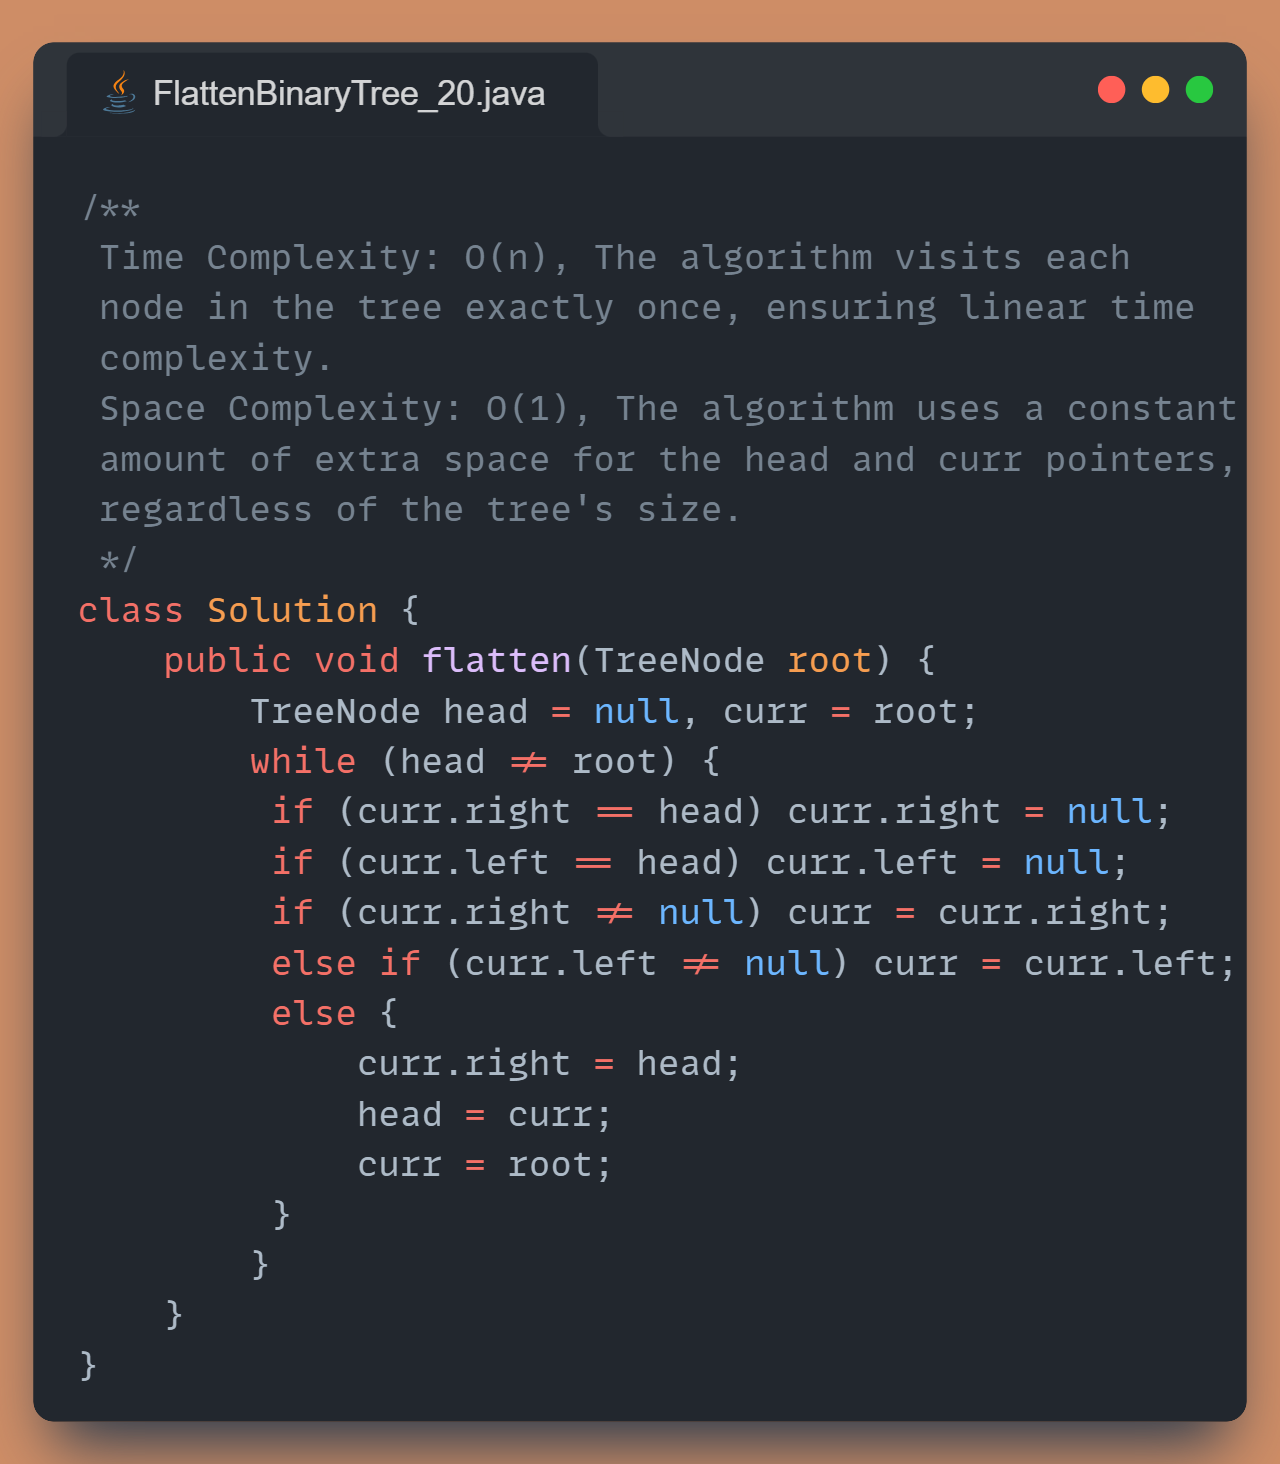 FlattenBinaryTree_20.java
/**
 Time Complexity: O(n), The algorithm visits each
 node in the tree exactly once, ensuring linear time
 complexity.
 Space Complexity: O(1), The algorithm uses a constant
 amount of extra space for the head and curr pointers,
 regardless of the tree's size.
 */
class Solution {
    public void flatten(TreeNode root) {
        TreeNode head = null, curr = root;
        while (head != root) {
         if (curr.right == head) curr.right = null;
         if (curr.left == head) curr.left = null;
         if (curr.right != null) curr = curr.right;
         else if (curr.left != null) curr = curr.left;
         else {
             curr.right = head;
             head = curr;
             curr = root;
         }
        }
    }
}